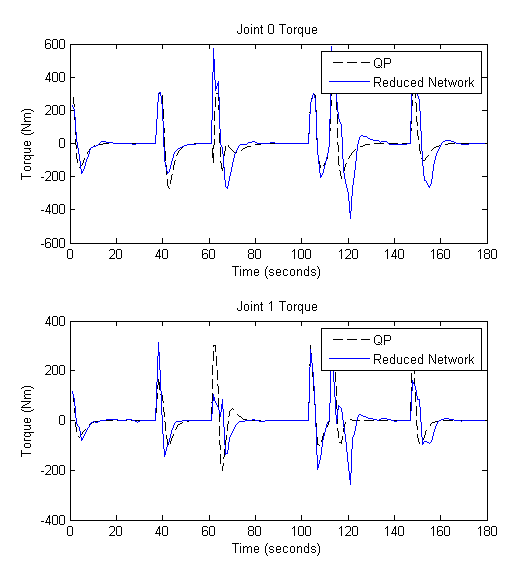 Joint 0 Torque
600
400
200
0
-200
-400
-600
Torque (Nm)
QP
Reduced Network
0 20 40 60 80 100 120 140 160 180
Time (seconds)
Joint 1 Torque
400
200
0
-200
-400
Torque (Nm)
QP
Reduced Network
0 20 40 60 80 100 120 140 160 180
Time (seconds)